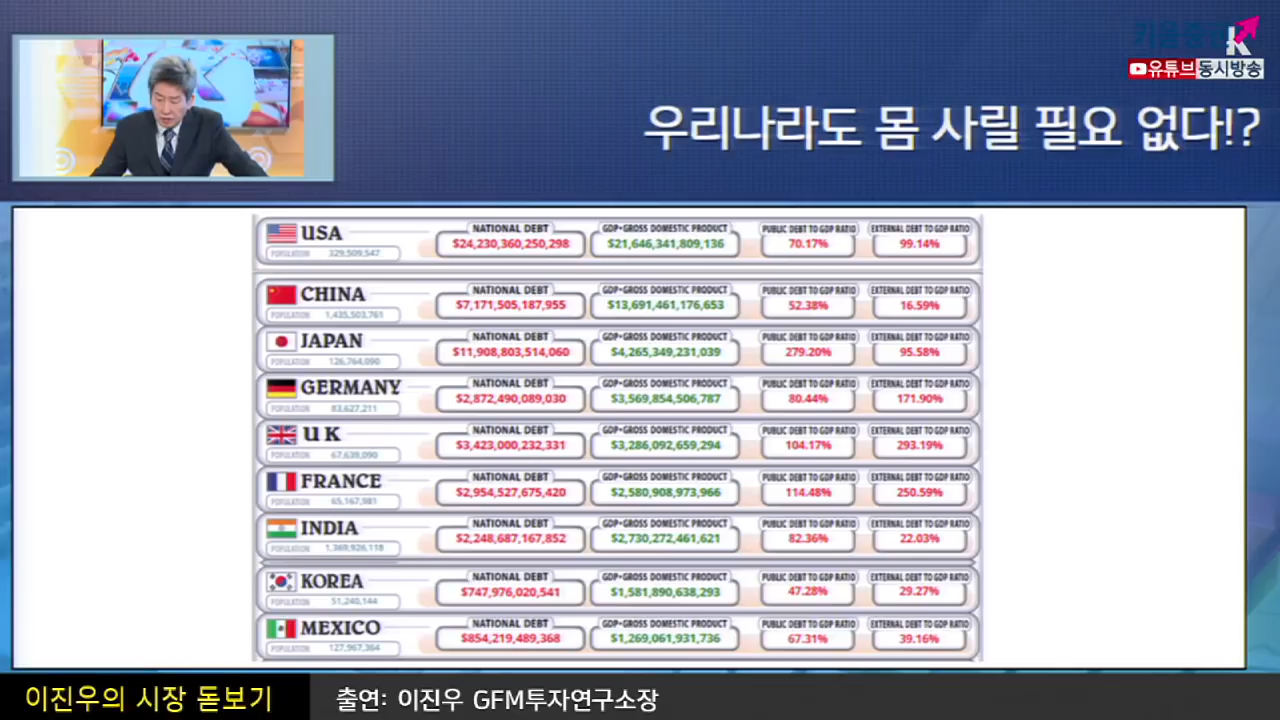 유튜브동시방송
우리나라도 몸 사릴 필요 없다!?
USA
POPULATION 329,509,547
NATIONAL DEBT
$24,230,360,250,298
GDP-GROSS DOMESTIC PRODUCT
$21,646,341,809,136
PUBLIC DEBT TO GDP RATIO
70.17%
EXTERNAL DEBT TO GDP RATIO
99.14%
CHINA
POPULATION 1,435,503,761
NATIONAL DEBT
$7,171,505,187,955
GDP-GROSS DOMESTIC PRODUCT
$13,691,461,176,653
PUBLIC DEBT TO GDP RATIO
52.38%
EXTERNAL DEBT TO GDP RATIO
16.59%
JAPAN
POPULATION 126,764,090
NATIONAL DEBT
$11,908,803,514,060
GDP-GROSS DOMESTIC PRODUCT
$4,265,349,231,039
PUBLIC DEBT TO GDP RATIO
279.20%
EXTERNAL DEBT TO GDP RATIO
95.58%
GERMANY
POPULATION 83,627,211
NATIONAL DEBT
$2,872,490,089,030
GDP-GROSS DOMESTIC PRODUCT
$3,569,854,506,787
PUBLIC DEBT TO GDP RATIO
80.44%
EXTERNAL DEBT TO GDP RATIO
171.90%
UK
POPULATION 67,639,090
NATIONAL DEBT
$3,423,000,232,331
GDP-GROSS DOMESTIC PRODUCT
$3,286,092,659,294
PUBLIC DEBT TO GDP RATIO
104.17%
EXTERNAL DEBT TO GDP RATIO
293.19%
FRANCE
POPULATION 65,167,981
NATIONAL DEBT
$2,954,527,675,420
GDP-GROSS DOMESTIC PRODUCT
$2,580,908,973,966
PUBLIC DEBT TO GDP RATIO
114.48%
EXTERNAL DEBT TO GDP RATIO
250.59%
INDIA
POPULATION 1,369,926,118
NATIONAL DEBT
$2,248,687,167,852
GDP-GROSS DOMESTIC PRODUCT
$2,730,272,461,621
PUBLIC DEBT TO GDP RATIO
82.36%
EXTERNAL DEBT TO GDP RATIO
22.03%
KOREA
POPULATION 51,240,144
NATIONAL DEBT
$747,976,020,541
GDP-GROSS DOMESTIC PRODUCT
$1,581,890,638,293
PUBLIC DEBT TO GDP RATIO
47.28%
EXTERNAL DEBT TO GDP RATIO
29.27%
MEXICO
POPULATION 127,967,364
NATIONAL DEBT
$854,219,489,368
GDP-GROSS DOMESTIC PRODUCT
$1,269,061,931,736
PUBLIC DEBT TO GDP RATIO
67.31%
EXTERNAL DEBT TO GDP RATIO
39.16%
이진우의 시장 돋보기
출연: 이진우 GFM투자연구소장